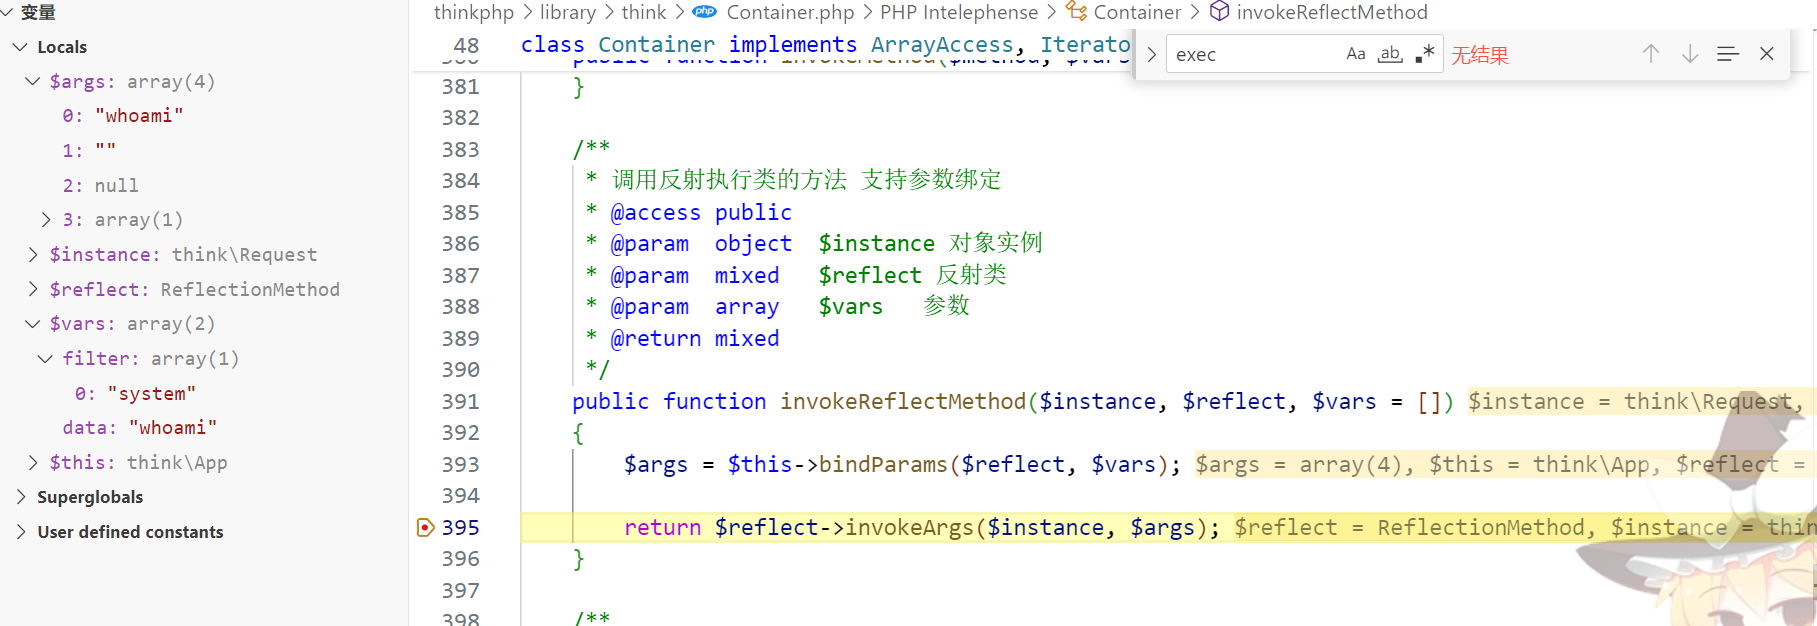 变量
Locals
$args: array(4)
0: "whoami"
1: ""
2: null
3: array(1)
$instance: think\Request
$reflect: ReflectionMethod
$vars: array(2)
filter: array(1)
0: "system"
data: "whoami"
$this: think\App
Superglobals
User defined constants
thinkphp > library > think > php Container.php > PHP Intelephense > Container > invokeReflectMethod
exec Aa ab .* 无结果
48 class Container implements ArrayAccess, Iterato
380 public function invokeMethod($method, $vars
381 }
382
383 /**
384 * 调用反射执行类的方法 支持参数绑定
385 * @access public
386 * @param object $instance 对象实例
387 * @param mixed $reflect 反射类
388 * @param array $vars 参数
389 * @return mixed
390 */
391 public function invokeReflectMethod($instance, $reflect, $vars = []) $instance = think\Request,
392 {
393 $args = $this->bindParams($reflect, $vars); $args = array(4), $this = think\App, $reflect =
394
395 return $reflect->invokeArgs($instance, $args); $reflect = ReflectionMethod, $instance = thin
396 }
397
398 /**